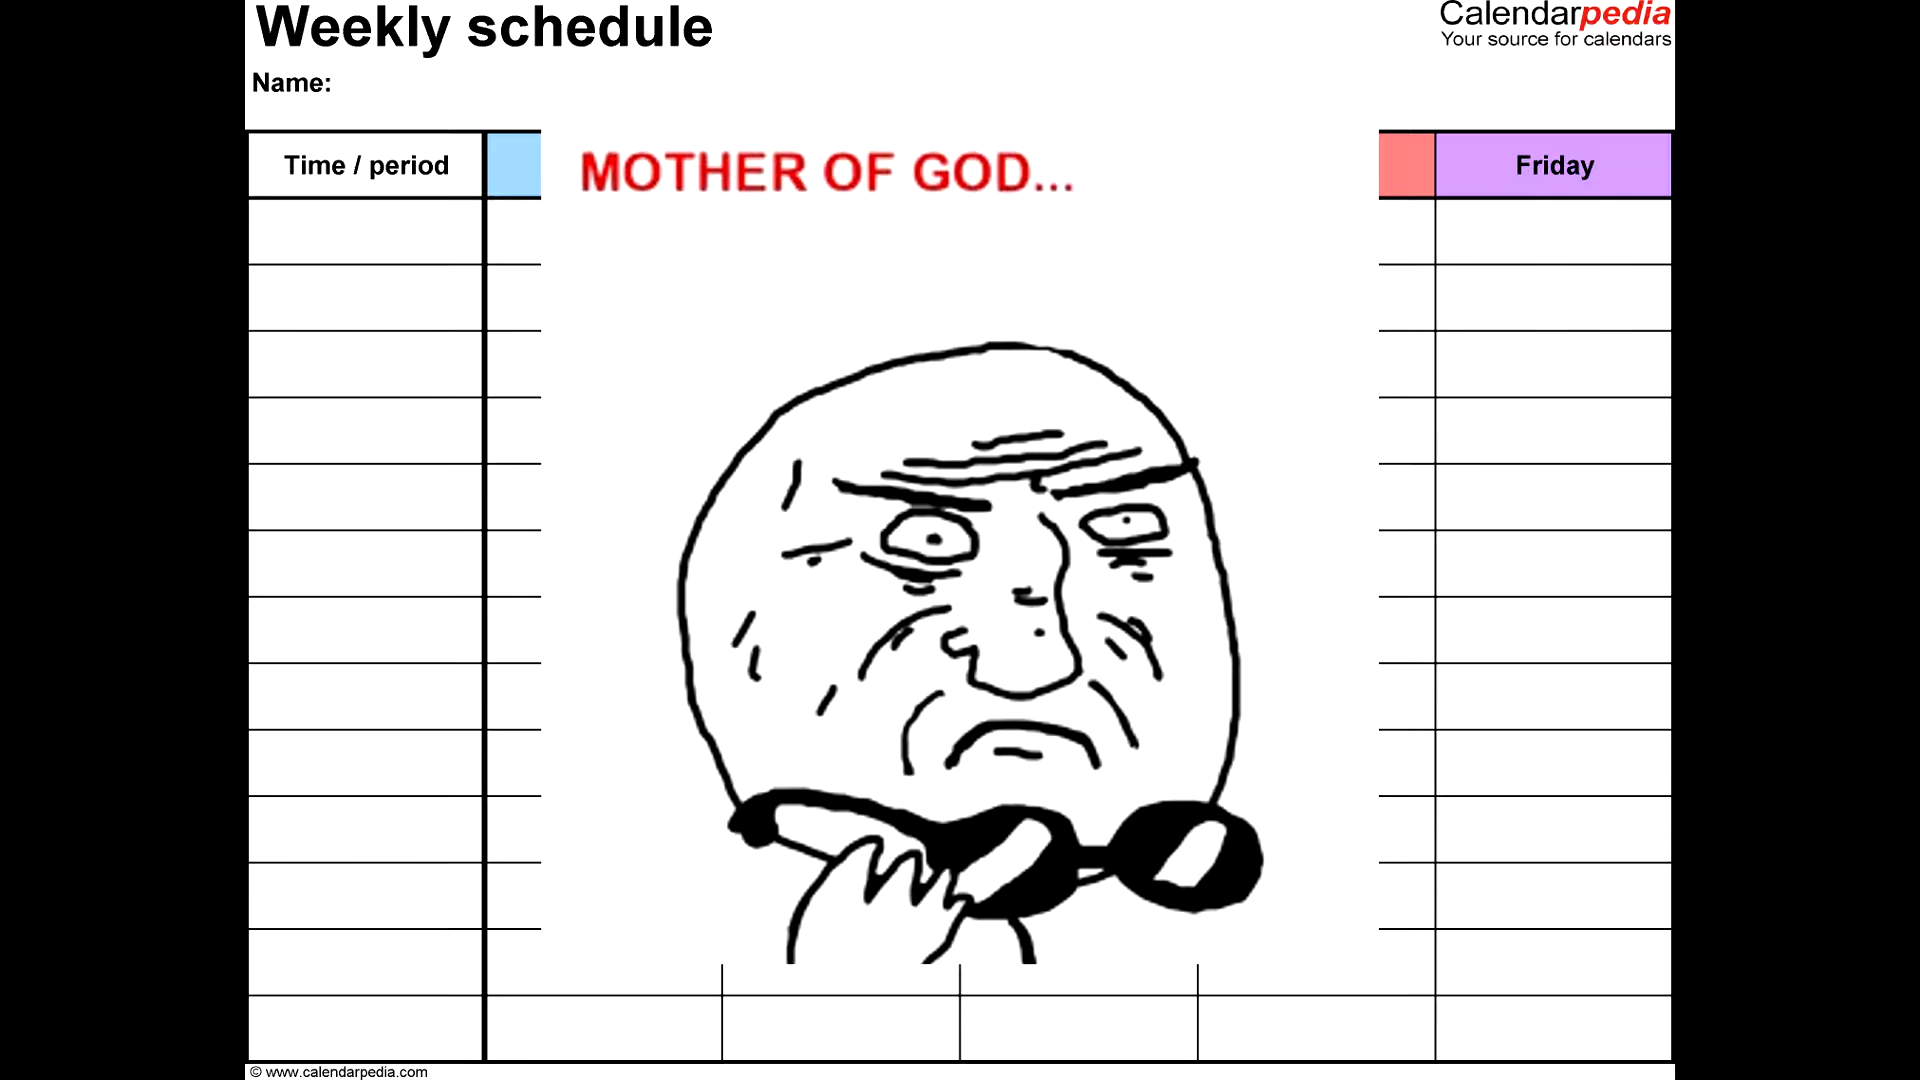 Weekly schedule
Calendarpedia
Your source for calendars
Name:
Time / period
MOTHER OF GOD...
Friday
© www.calendarpedia.com